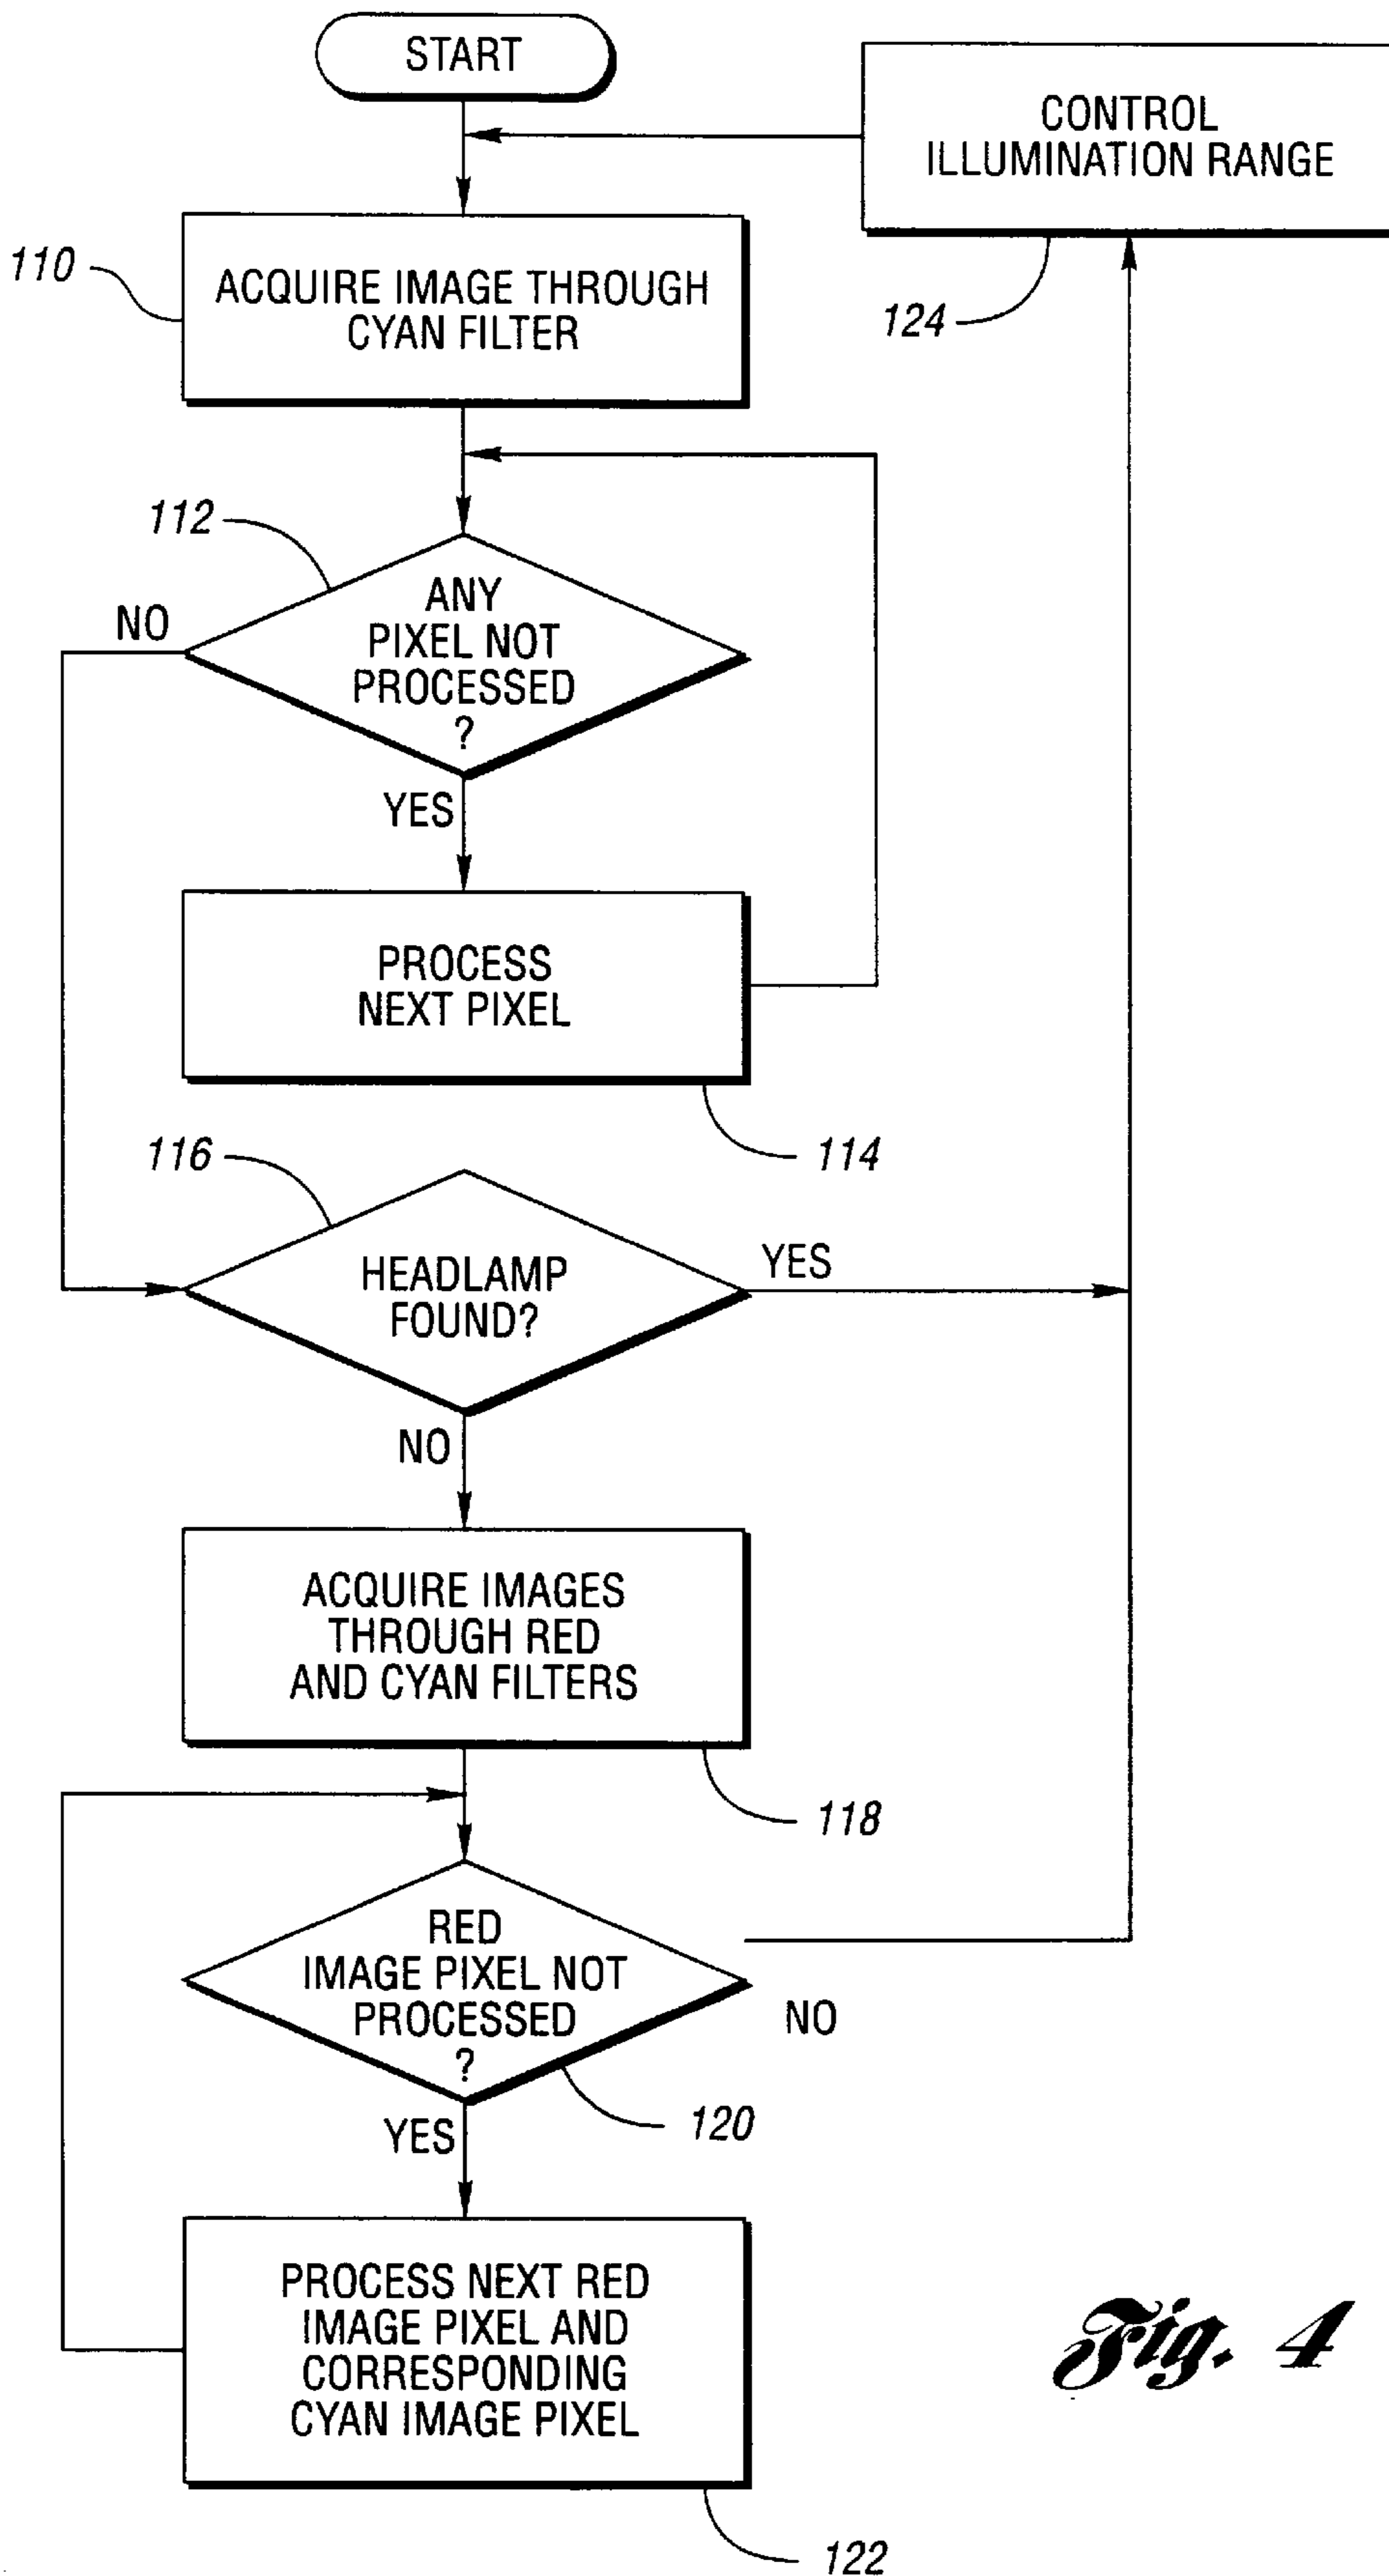 START
CONTROL
ILLUMINATION RANGE
124
110
ACQUIRE IMAGE THROUGH
CYAN FILTER
112
ANY
PIXEL NOT
PROCESSED
?
NO
YES
PROCESS
NEXT PIXEL
114
116
HEADLAMP
FOUND?
YES
NO
ACQUIRE IMAGES
THROUGH RED
AND CYAN FILTERS
118
RED
IMAGE PIXEL NOT
PROCESSED
?
NO
120
YES
PROCESS NEXT RED
IMAGE PIXEL AND
CORRESPONDING
CYAN IMAGE PIXEL
122
Fig. 4